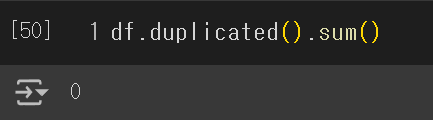 [50] 1 df.duplicated().sum()
0